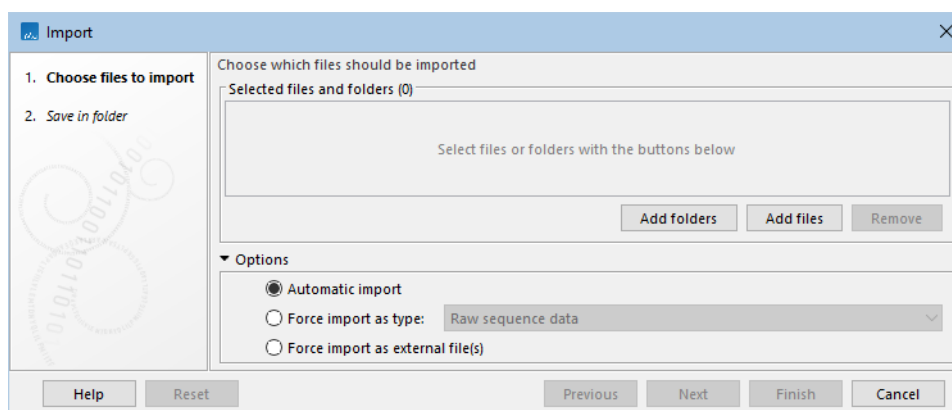 Import
1. Choose files to import
2. Save in folder
Choose which files should be imported
Selected files and folders (0)
Select files or folders with the buttons below
Add folders Add files Remove
Options
Automatic import
Force import as type: Raw sequence data
Force import as external file(s)
Help Reset Previous Next Finish Cancel